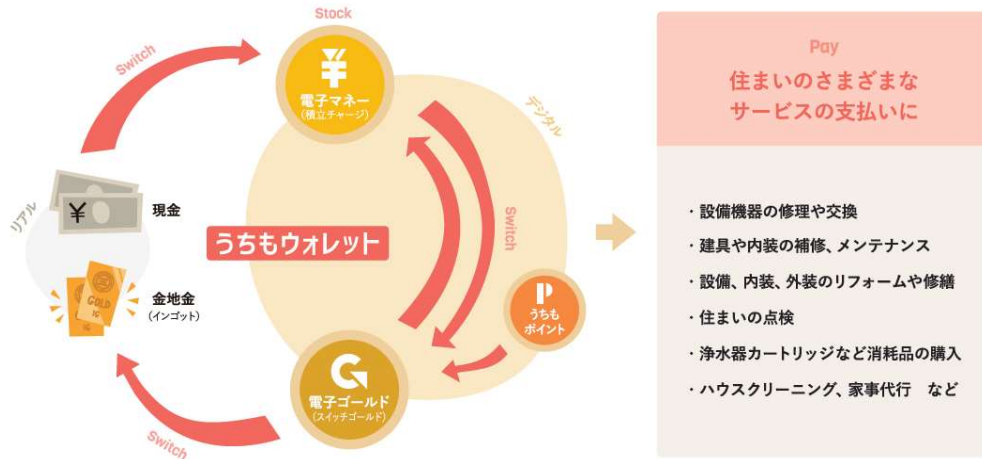 Stock
Switch
電子マネー
(積立チャージ)
デジタル
リアル
¥
現金
うちもウォレット
Switch
金地金
(インゴット)
GOLD
1G
P
うちも
ポイント
G
電子ゴールド
(スイッチゴールド)
Switch
Pay
住まいのさまざまな
サービスの支払いに
・設備機器の修理や交換
・建具や内装の補修、メンテナンス
・設備、内装、外装のリフォームや修繕
・住まいの点検
・浄水器カートリッジなど消耗品の購入
・ハウスクリーニング、家事代行　など